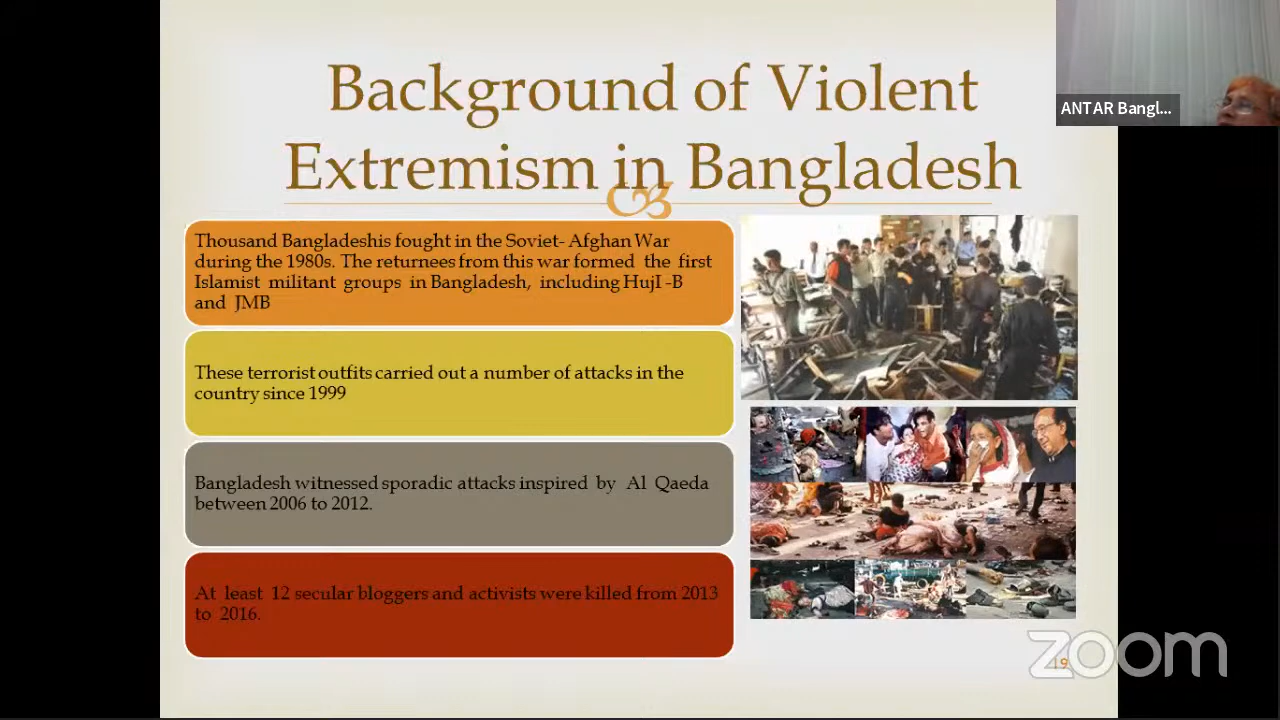 Background of Violent
Extremism in Bangladesh
ANTAR Bangl...
Thousand Bangladeshis fought in the Soviet- Afghan War
during the 1980s. The returnees from this war formed the first
Islamist militant groups in Bangladesh, including HujI -B
and JMB
These terrorist outfits carried out a number of attacks in the
country since 1999
Bangladesh witnessed sporadic attacks inspired by Al Qaeda
between 2006 to 2012.
At least 12 secular bloggers and activists were killed from 2013
to 2016.
zoom
19